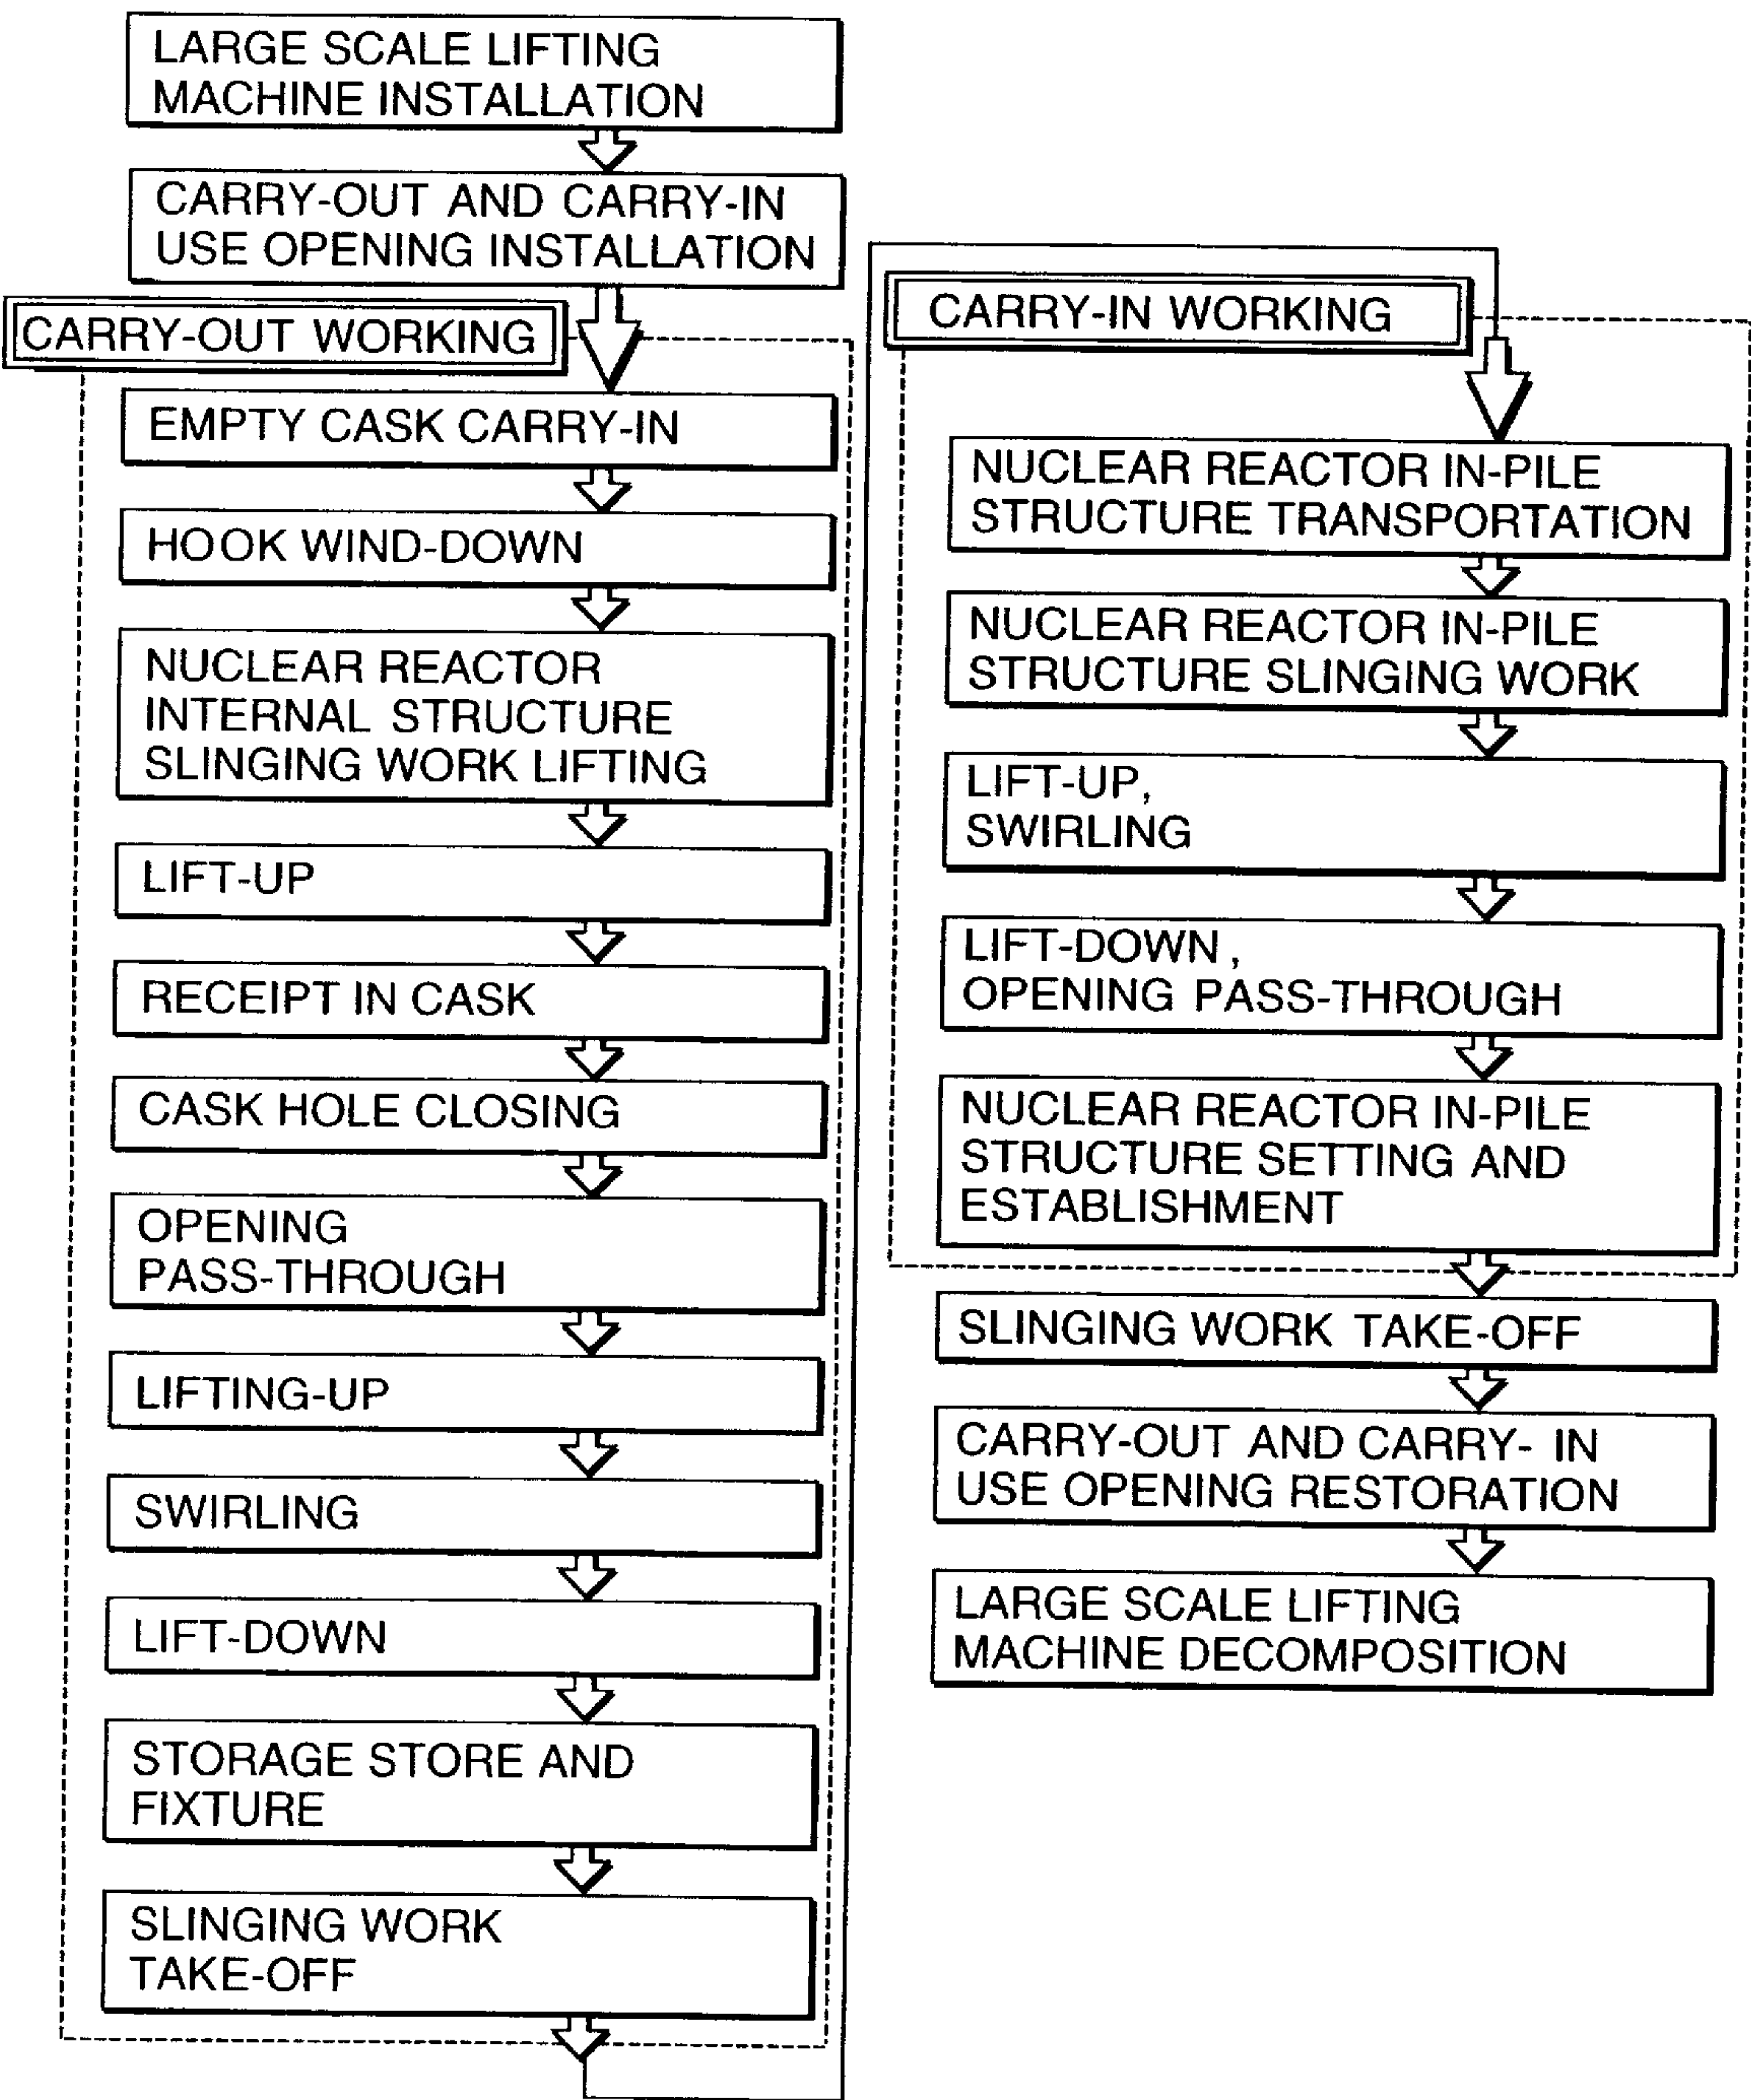 LARGE SCALE LIFTING
MACHINE INSTALLATION
CARRY-OUT AND CARRY-IN
USE OPENING INSTALLATION
CARRY-OUT WORKING
EMPTY CASK CARRY-IN
HOOK WIND-DOWN
NUCLEAR REACTOR
INTERNAL STRUCTURE
SLINGING WORK LIFTING
LIFT-UP
RECEIPT IN CASK
CASK HOLE CLOSING
OPENING
PASS-THROUGH
LIFTING-UP
SWIRLING
LIFT-DOWN
STORAGE STORE AND
FIXTURE
SLINGING WORK
TAKE-OFF
CARRY-IN WORKING
NUCLEAR REACTOR IN-PILE
STRUCTURE TRANSPORTATION
NUCLEAR REACTOR IN-PILE
STRUCTURE SLINGING WORK
LIFT-UP,
SWIRLING
LIFT-DOWN ,
OPENING PASS-THROUGH
NUCLEAR REACTOR IN-PILE
STRUCTURE SETTING AND
ESTABLISHMENT
SLINGING WORK TAKE-OFF
CARRY-OUT AND CARRY- IN
USE OPENING RESTORATION
LARGE SCALE LIFTING
MACHINE DECOMPOSITION